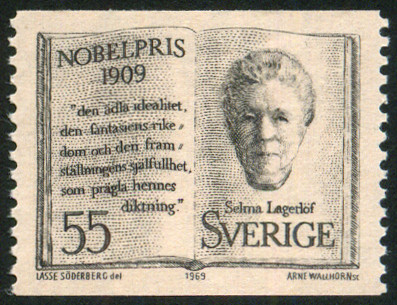 NOBELPRIS
1909
"den ädla idealitet,
den fantasiens rike-
dom och den fram-
ställningens själfullhet,
som prägla hennes
diktning."
55
Selma Lagerlöf
SVERIGE
LASSE SÖDERBERG del
1969
ARNE WALLHORN SC